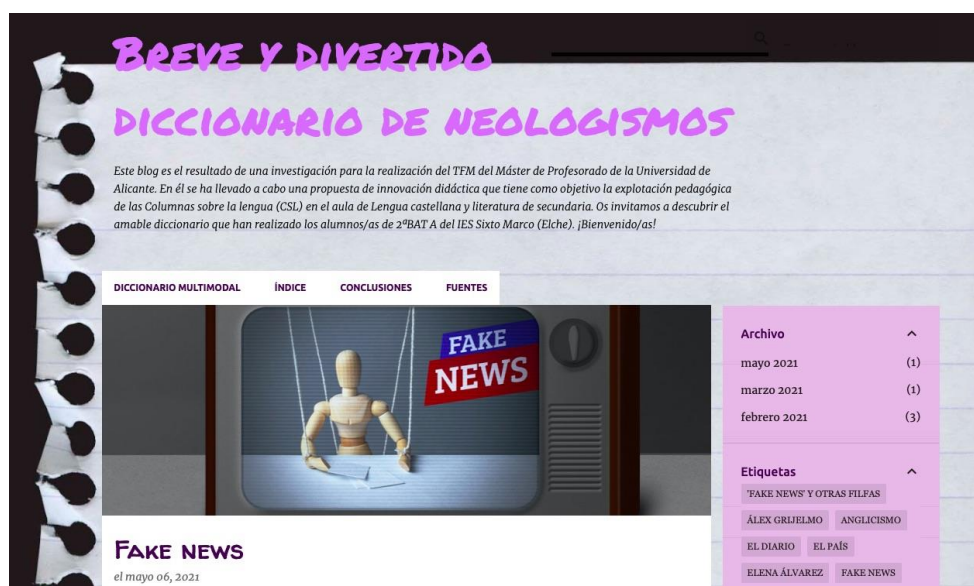 Breve y divertido
diccionario de neologismos
Este blog es el resultado de una investigación para la realización del TFM del Máster de Profesorado de la Universidad de
Alicante. En él se ha llevado a cabo una propuesta de innovación didáctica que tiene como objetivo la explotación pedagógica
de las Columnas sobre la lengua (CSL) en el aula de Lengua castellana y literatura de secundaria. Os invitamos a descubrir el
amable diccionario que han realizado los alumnos/as de 2ºBAT A del IES Sixto Marco (Elche). ¡Bienvenido/as!
DICCIONARIO MULTIMODAL ÍNDICE CONCLUSIONES FUENTES
FAKE
NEWS
Fake news
el mayo 06, 2021
Archivo
mayo 2021 (1)
marzo 2021 (1)
febrero 2021 (3)
Etiquetas
'FAKE NEWS' Y OTRAS FILFAS
ÁLEX GRIJELMO ANGLICISMO
EL DIARIO EL PAÍS
ELENA ÁLVAREZ FAKE NEWS